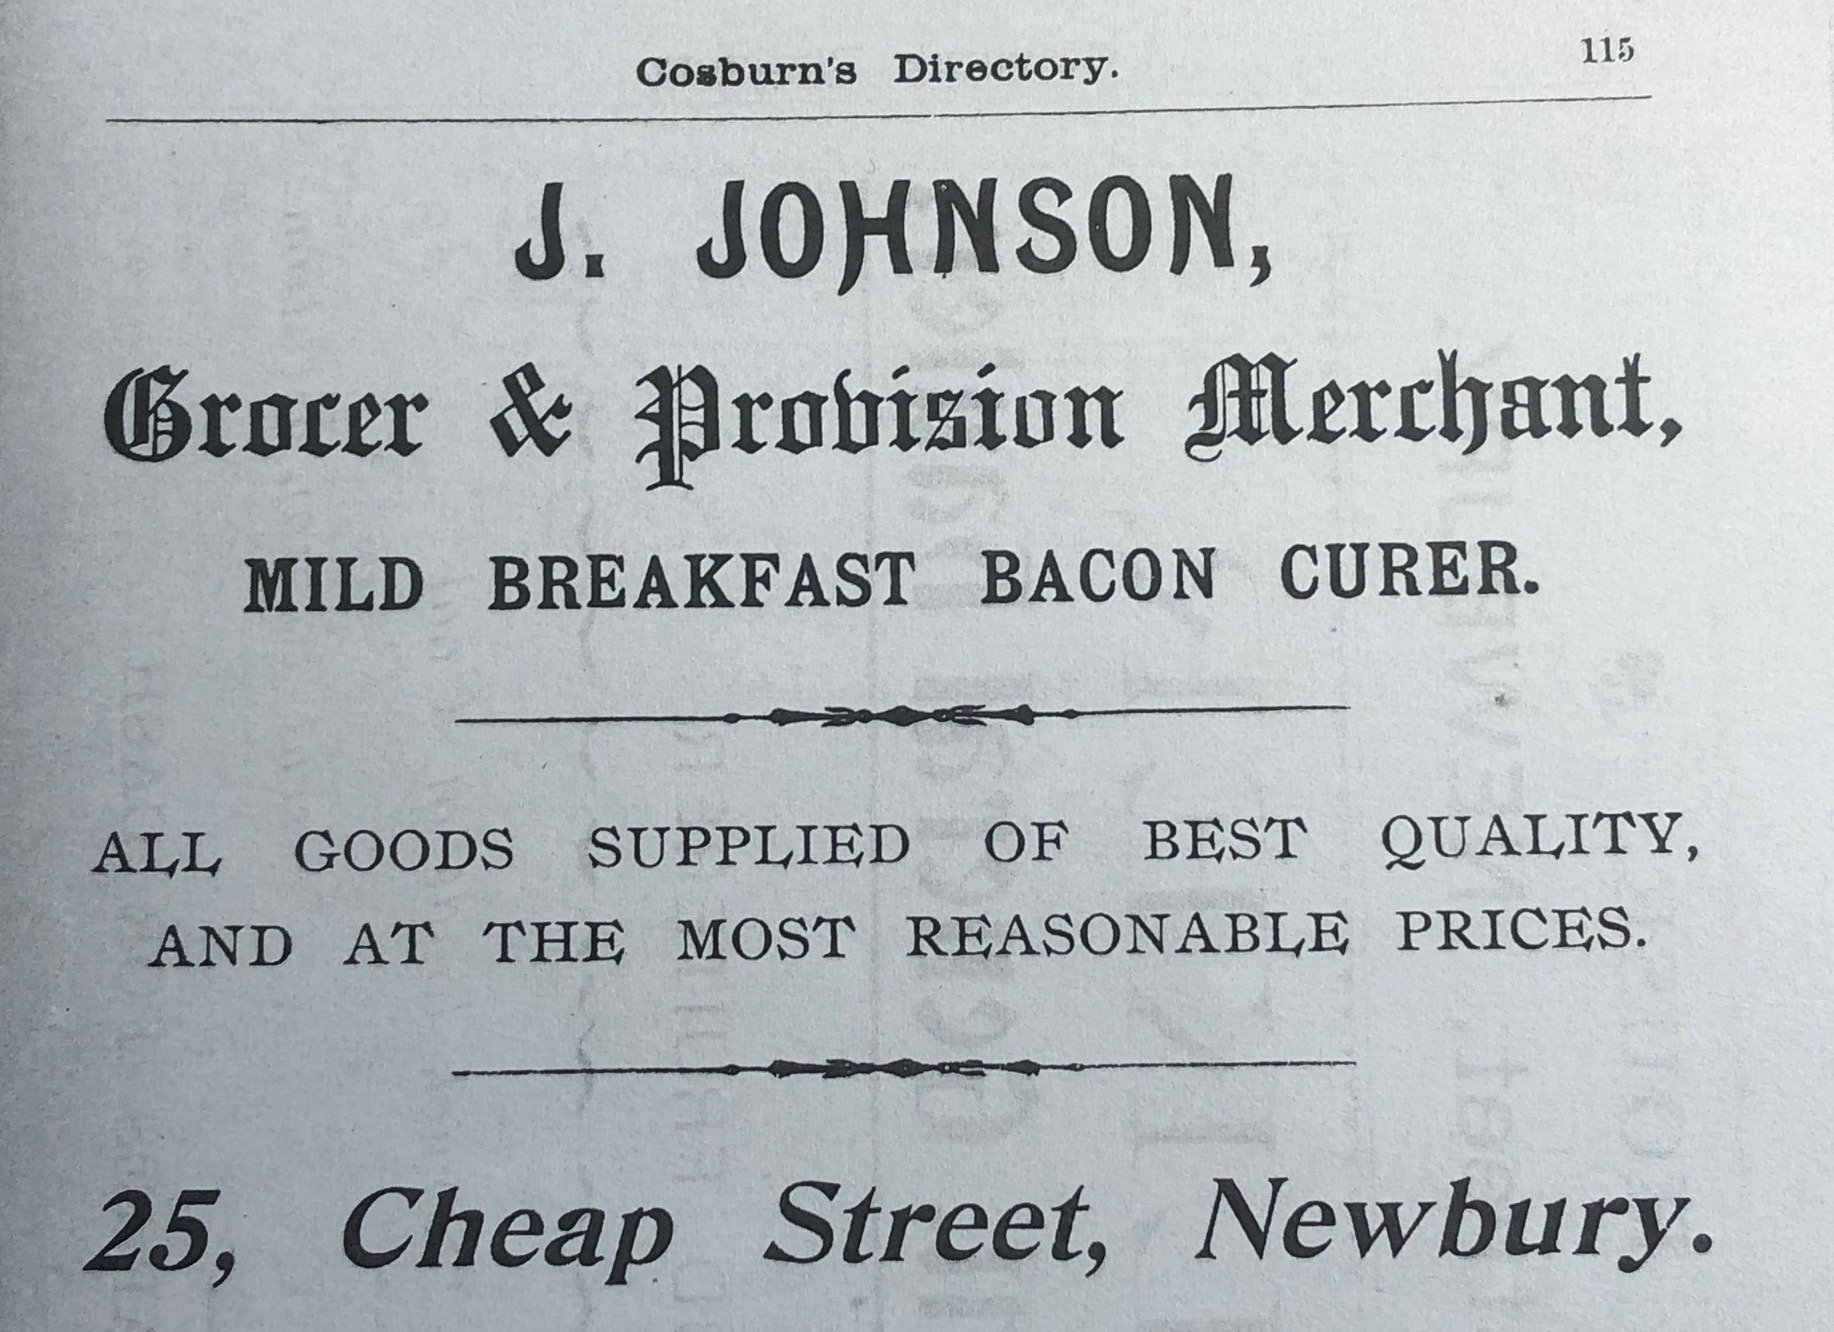 Cosburn's Directory. 115
J. JOHNSON,
Grocer & Provision Merchant,
MILD BREAKFAST BACON CURER.
ALL GOODS SUPPLIED OF BEST QUALITY,
AND AT THE MOST REASONABLE PRICES.
25, Cheap Street, Newbury.